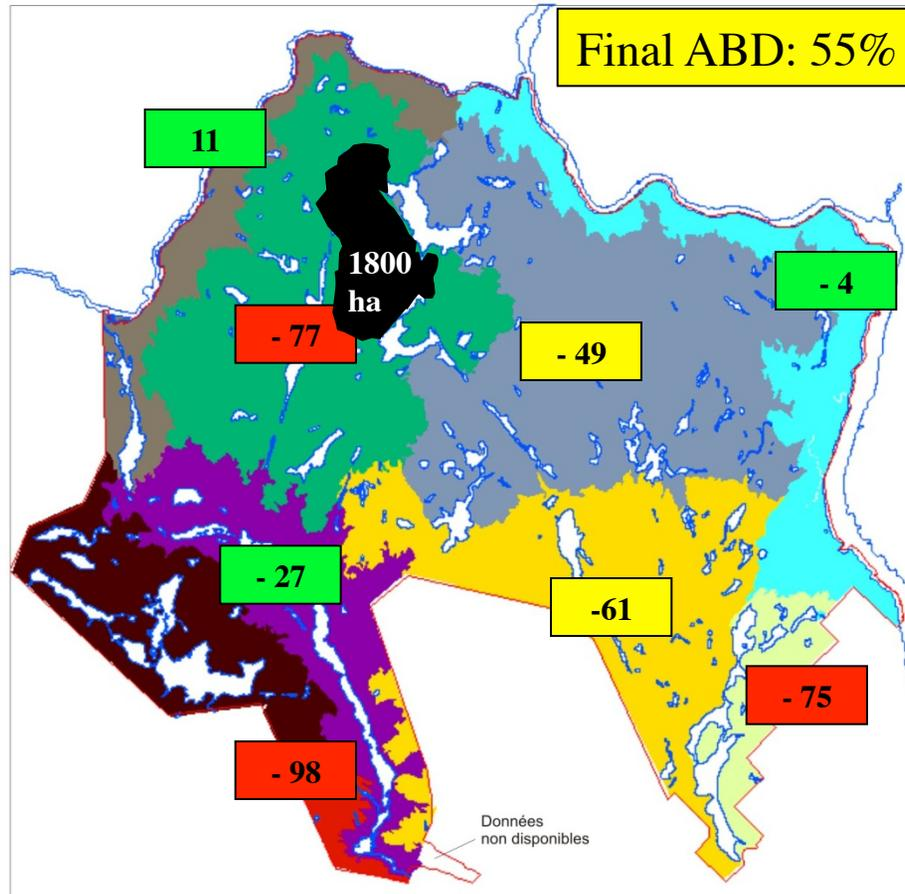 Final ABD: 55%
11
1800
ha
- 4
- 77
- 49
- 27
-61
- 75
- 98
Données
non disponibles